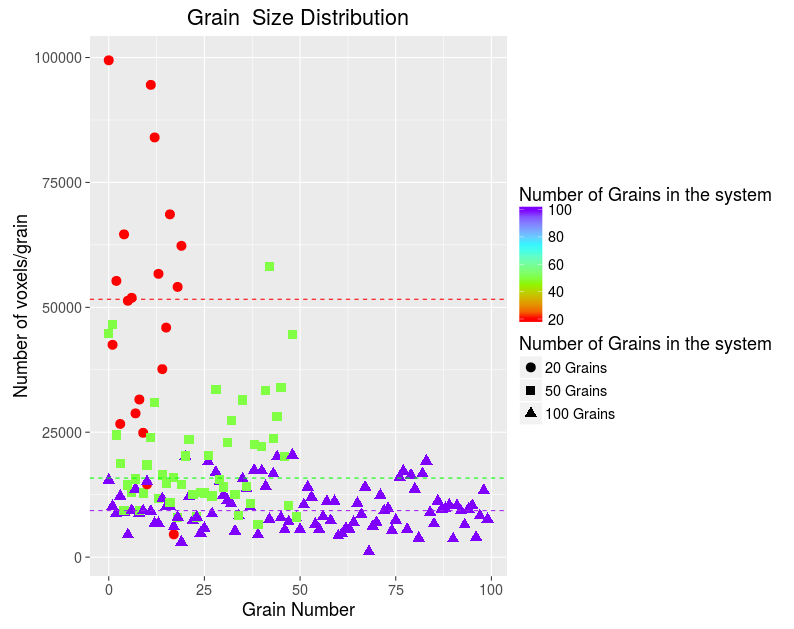 Grain  Size Distribution
100000
75000
50000
25000
0
Number of voxels/grain
0 25 50 75 100
Grain Number
Number of Grains in the system
100
80
60
40
20
Number of Grains in the system
20 Grains
50 Grains
100 Grains